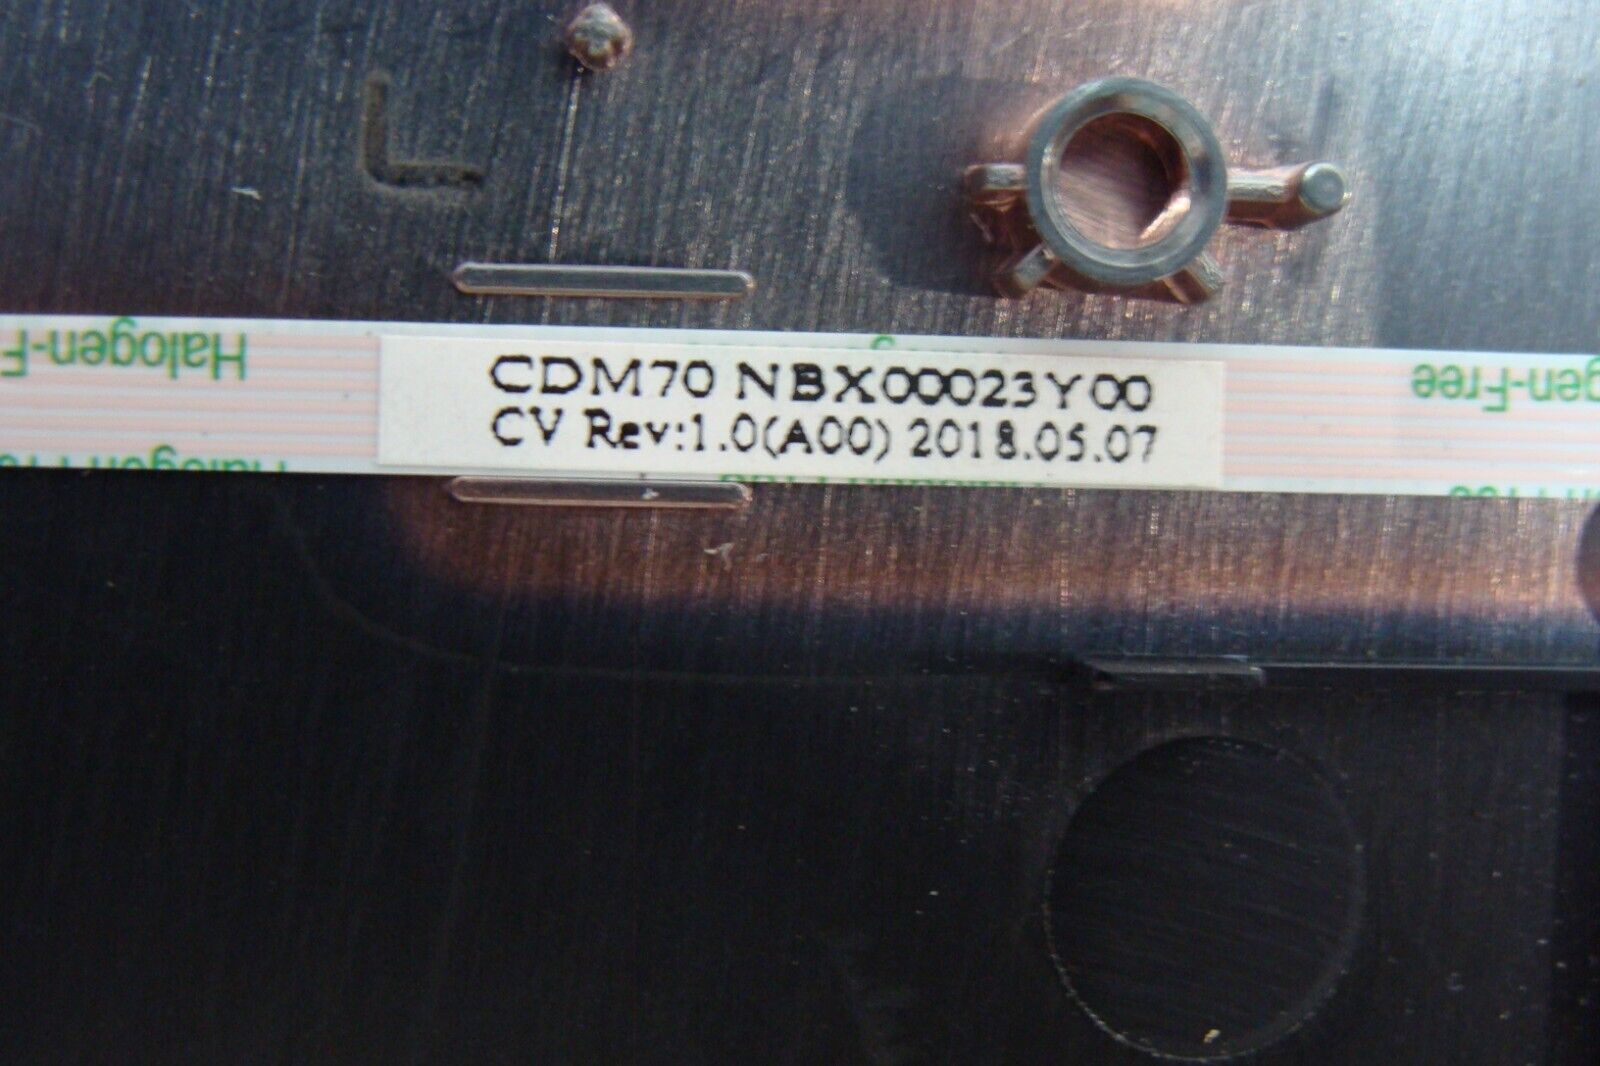 Halogen-F
CDM70 NBX00023Y00
CV Rev:1.0(A00) 2018.05.07
gen-Free